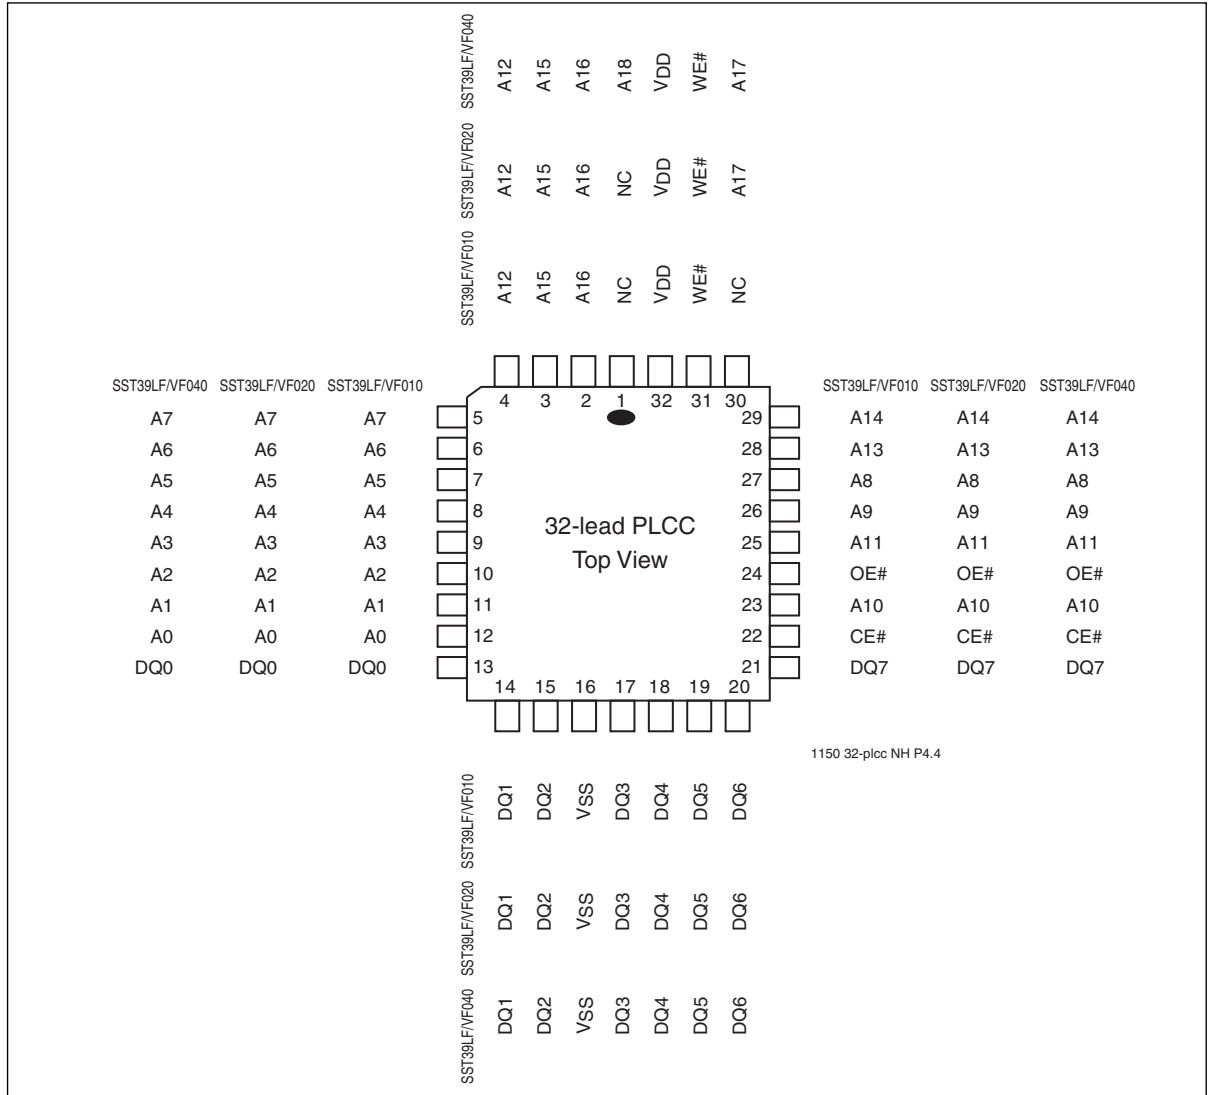 SST39LF/VF040 A12 A15 A16 A18 VDD WE# A17
SST39LF/VF020 A12 A15 A16 NC VDD WE# A17
SST39LF/VF010 A12 A15 A16 NC VDD WE# NC
SST39LF/VF040 SST39LF/VF020 SST39LF/VF010 4 3 2 1 32 31 30 SST39LF/VF010 SST39LF/VF020 SST39LF/VF040
A7 A7 A7 5 29 A14 A14 A14
A6 A6 A6 6 28 A13 A13 A13
A5 A5 A5 7 27 A8 A8 A8
A4 A4 A4 8 26 A9 A9 A9
32-lead PLCC
A3 A3 A3 9 25 A11 A11 A11
Top View
A2 A2 A2 10 24 OE# OE# OE#
A1 A1 A1 11 23 A10 A10 A10
A0 A0 A0 12 22 CE# CE# CE#
DQ0 DQ0 DQ0 13 21 DQ7 DQ7 DQ7
14 15 16 17 18 19 20
1150 32-plcc NH P4.4
SST39LF/VF010 DQ1 DQ2 VSS DQ3 DQ4 DQ5 DQ6
SST39LF/VF020 DQ1 DQ2 VSS DQ3 DQ4 DQ5 DQ6
SST39LF/VF040 DQ1 DQ2 VSS DQ3 DQ4 DQ5 DQ6